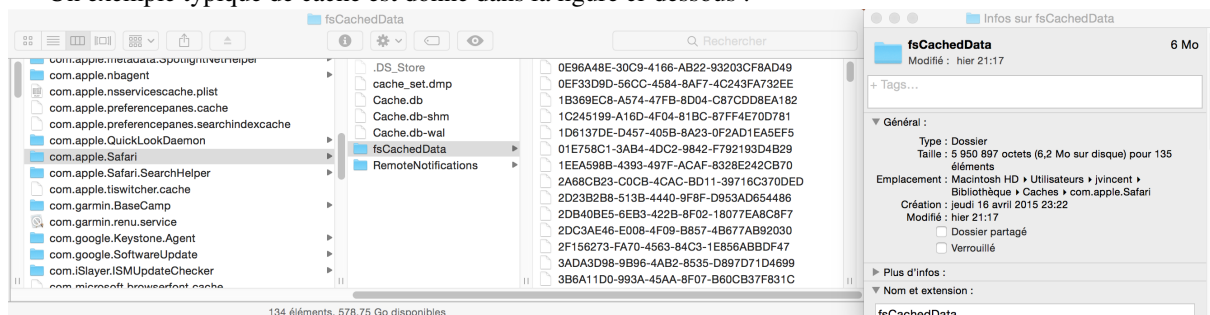 Un exemple typique de cache est donné dans la figure ci-dessous :
fsCachedData
Rechercher
com.apple.metadata.SpotlightNetHelper
com.apple.nbagent
com.apple.nsservicescache.plist
com.apple.preferencepanes.cache
com.apple.preferencepanes.searchindexcache
com.apple.QuickLookDaemon
com.apple.Safari
com.apple.Safari.SearchHelper
com.apple.tiswitcher.cache
com.garmin.BaseCamp
com.garmin.renu.service
com.google.Keystone.Agent
com.google.SoftwareUpdate
com.iSlayer.ISMUpdateChecker
com.microsoft.browserfont.cache
.DS_Store
cache_set.dmp
Cache.db
Cache.db-shm
Cache.db-wal
fsCachedData
RemoteNotifications
0E96A48E-30C9-4166-AB22-93203CF8AD49
0EF33D9D-56CC-4584-8AF7-4C243FA732EE
1B369EC8-A574-47FB-8D04-C87CDD8EA182
1C245199-A16D-4F04-81BC-87FF4E70D781
1D6137DE-D457-405B-8A23-0F2AD1EA5EF5
01E758C1-3AB4-4DC2-9842-F792193D4B29
1EEA598B-4393-497F-ACAF-8328E242CB70
2A68CB23-C0CB-4CAC-BD11-39716C370DED
2D23B2B8-513B-4440-9F8F-D953AD654486
2DB40BE5-6EB3-422B-8F02-18077EA8C8F7
2DC3AE46-E008-4F09-B857-4B677AB92030
2F156273-FA70-4563-84C3-1E856ABBDF47
3ADA3D98-9B96-4AB2-8535-D897D71D4699
3B6A11D0-993A-45AA-8F07-B60CB37F831C
134 éléments, 578,75 Go disponibles
Infos sur fsCachedData
fsCachedData 6 Mo
Modifié : hier 21:17
+ Tags...
Général :
Type : Dossier
Taille : 5 950 897 octets (6,2 Mo sur disque) pour 135
éléments
Emplacement : Macintosh HD ▸ Utilisateurs ▸ jvincent ▸
Bibliothèque ▸ Caches ▸ com.apple.Safari
Création : jeudi 16 avril 2015 23:22
Modifié : hier 21:17
Dossier partagé
Verrouillé
Plus d'infos :
Nom et extension :
fsCachedData